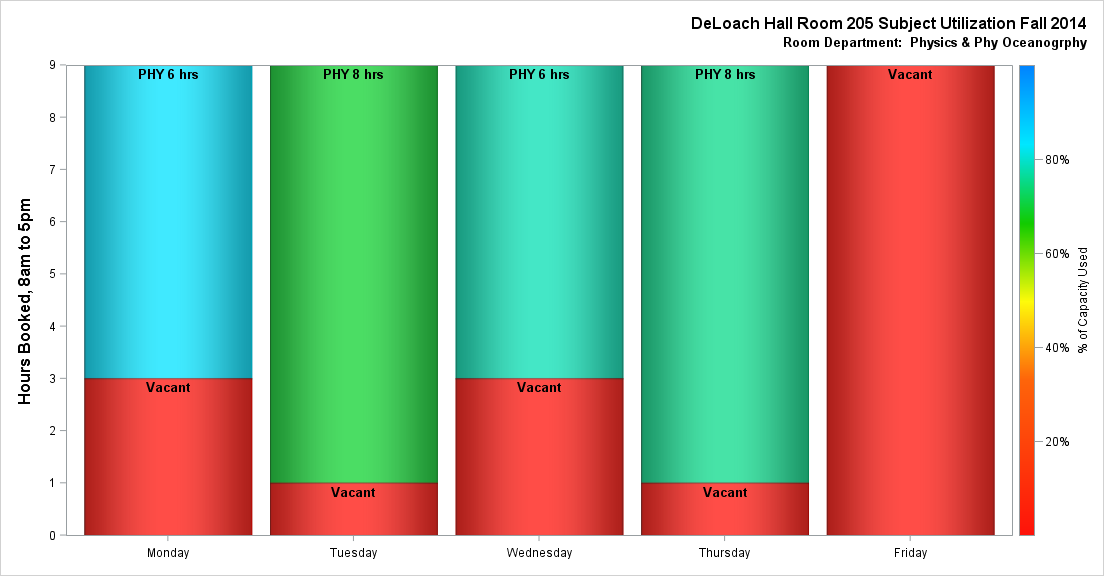 DeLoach Hall Room 205 Subject Utilization Fall 2014
Room Department:  Physics & Phy Oceanogrphy
Hours Booked, 8am to 5pm
9
8
7
6
5
4
3
2
1
0
PHY 6 hrs
Vacant
PHY 8 hrs
Vacant
PHY 6 hrs
Vacant
PHY 8 hrs
Vacant
Vacant
Monday
Tuesday
Wednesday
Thursday
Friday
80%
60%
40%
20%
% of Capacity Used